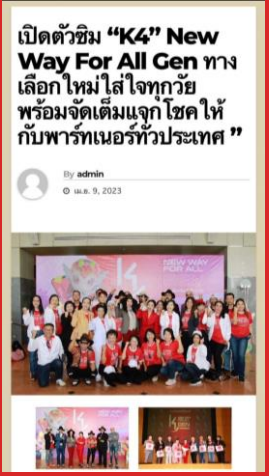 เปิดตัวซิม “K4” New
Way For All Gen ทาง
เลือกใหม่ใส่ใจทุกวัย
พร้อมจัดเต็มแจกโชคให้
กับพาร์ทเนอร์ทั่วประเทศ ”
By admin
เม.ย. 9, 2023
NEW WAY
FOR ALL